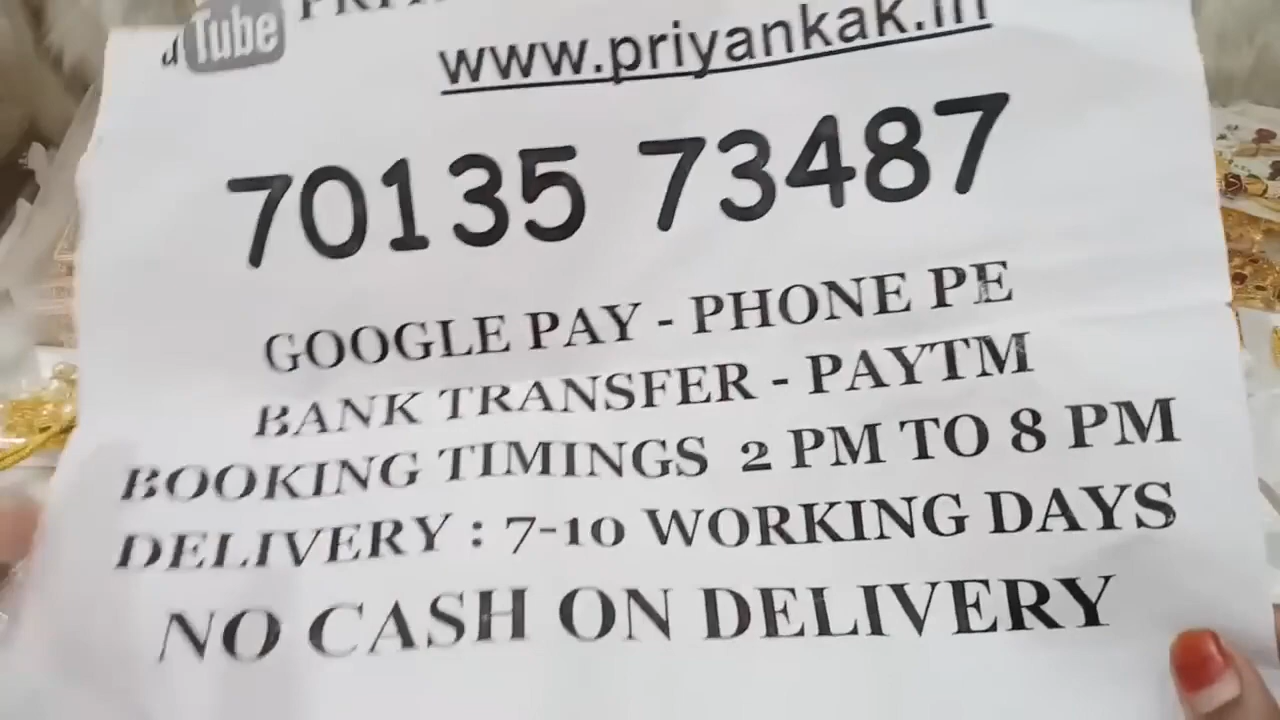 Tube
www.priyankak.in
70135 73487
GOOGLE PAY - PHONE PE
BANK TRANSFER - PAYTM
BOOKING TIMINGS 2 PM TO 8 PM
DELIVERY : 7-10 WORKING DAYS
NO CASH ON DELIVERY